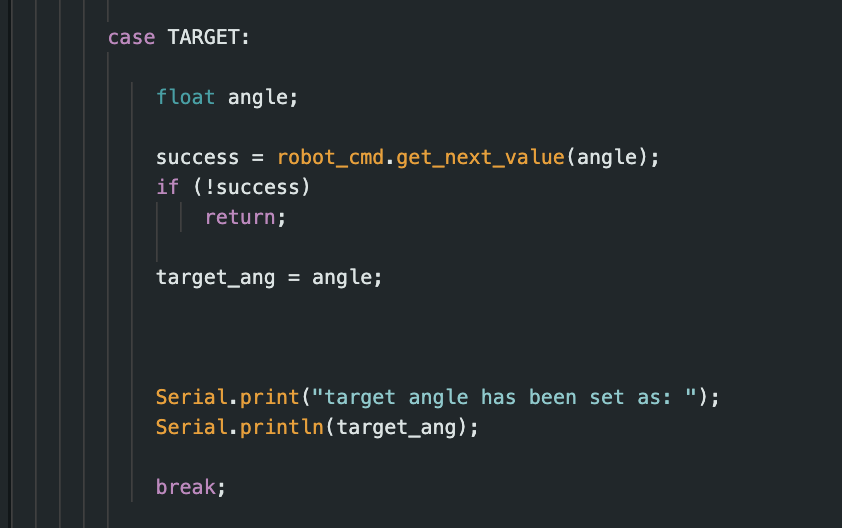 case TARGET:
float angle;
success = robot_cmd.get_next_value(angle);
if (!success)
return;
target_ang = angle;
Serial.print("target angle has been set as: ");
Serial.println(target_ang);
break;